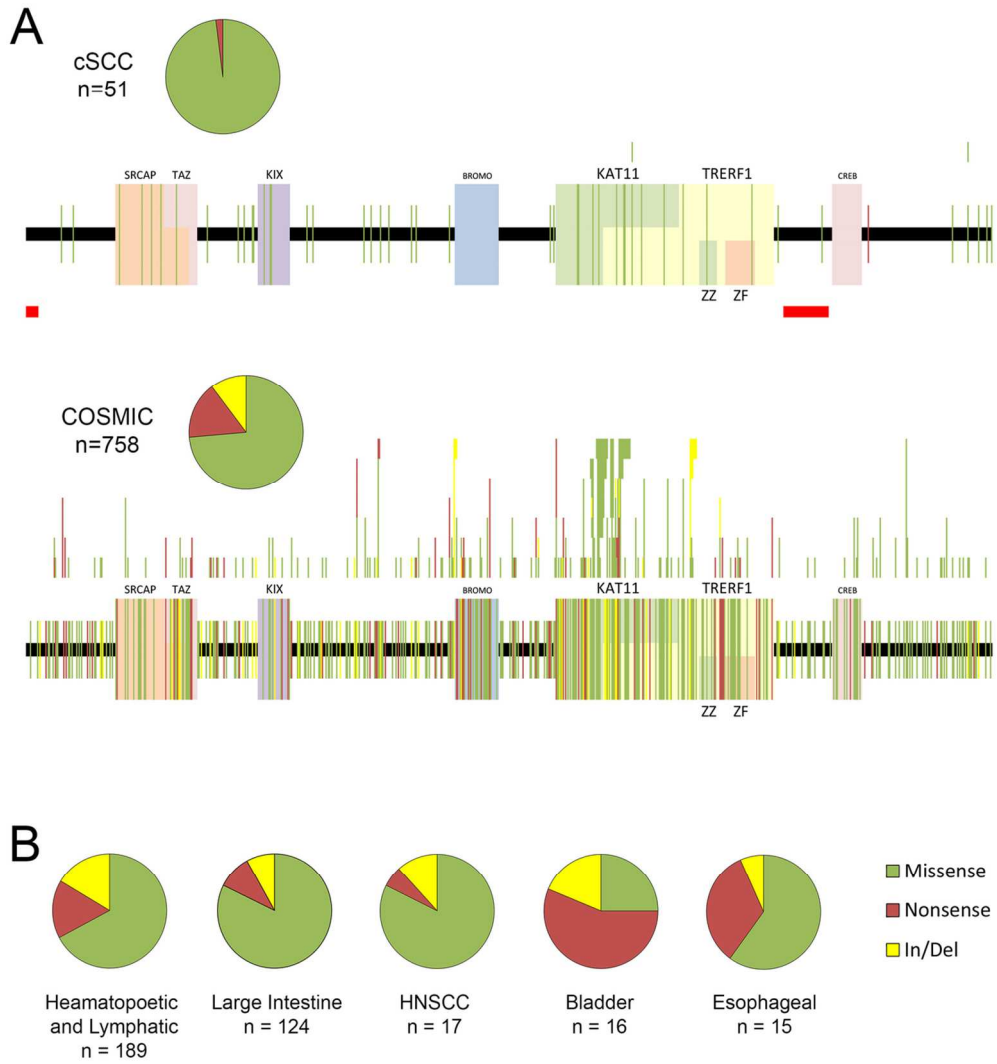 A
cSCC
n=51
SRCAP TAZ KIX BROMO KAT11 TRERF1 CREB
ZZ ZF
COSMIC
n=758
SRCAP TAZ KIX BROMO KAT11 TRERF1 CREB
ZZ ZF
B
Missense
Nonsense
In/Del
Heamatopoetic
and Lymphatic
n = 189
Large Intestine
n = 124
HNSCC
n = 17
Bladder
n = 16
Esophageal
n = 15